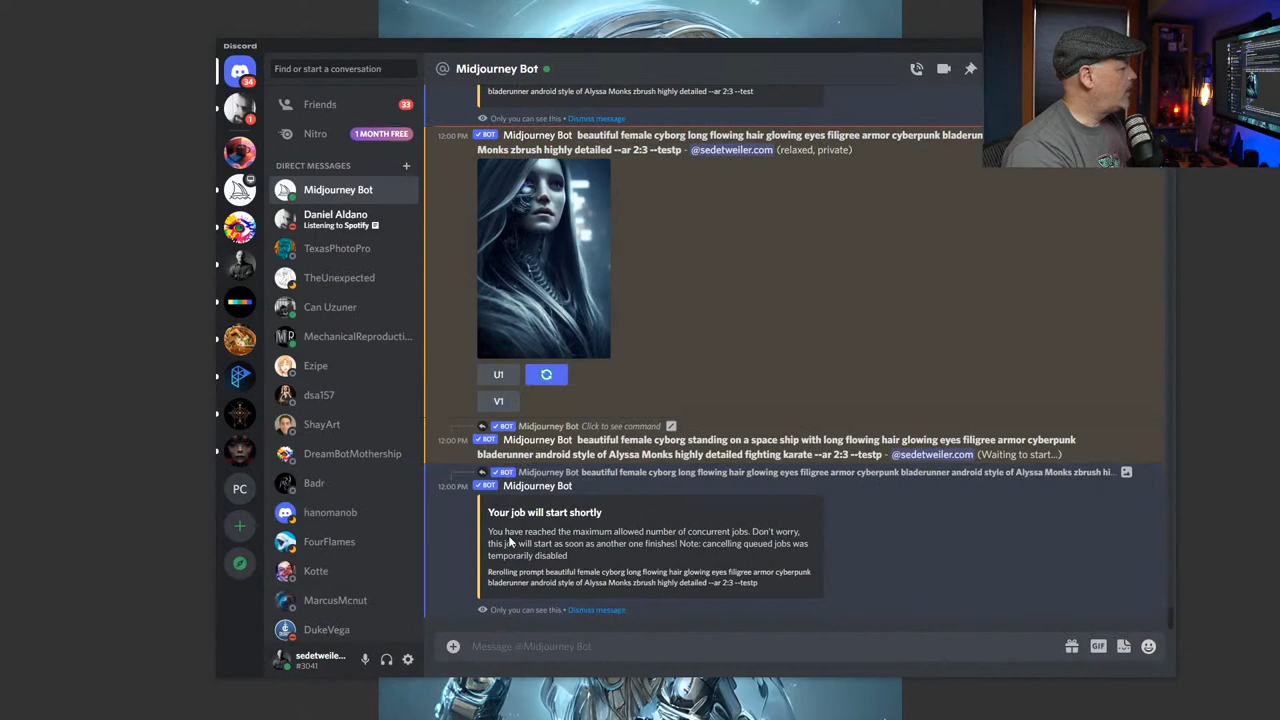 Discord
34
Find or start a conversation
Midjourney Bot
bladerunner android style of Alyssa Monks zbrush highly detailed --ar 2:3 --test
1
Friends
33
Only you can see this • Dismiss message
Nitro
1 MONTH FREE
12:00 PM
BOT
Midjourney Bot beautiful female cyborg long flowing hair glowing eyes filigree armor cyberpunk bladerun
Monks zbrush highly detailed --ar 2:3 --testp - @sedetweiler.com (relaxed, private)
DIRECT MESSAGES
Midjourney Bot
Daniel Aldano
Listening to Spotify
TexasPhotoPro
TheUnexpected
Can Uzuner
MechanicalReproducti...
Ezipe
dsa157
ShayArt
DreamBotMothership
Badr
hanomanob
FourFlames
Kotte
MarcusMcnut
DukeVega
PC
sedetweile...
#3041
U1
V1
BOT
Midjourney Bot Click to see command
12:00 PM
BOT
Midjourney Bot beautiful female cyborg standing on a space ship with long flowing hair glowing eyes filigree armor cyberpunk
bladerunner android style of Alyssa Monks zbrush highly detailed fighting karate --ar 2:3 --testp - @sedetweiler.com (Waiting to start...)
BOT
Midjourney Bot beautiful female cyborg long flowing hair glowing eyes filigree armor cyberpunk bladerunner android style of Alyssa Monks zbrush highly detailed --ar 2:3 hi...
12:00 PM
BOT
Midjourney Bot
Your job will start shortly
You have reached the maximum allowed number of concurrent jobs. Don't worry,
this job will start as soon as another one finishes! Note: cancelling queued jobs was
temporarily disabled
Rerolling prompt beautiful female cyborg long flowing hair glowing eyes filigree armor cyberpunk
bladerunner android style of Alyssa Monks zbrush highly detailed --ar 2:3 --testp
Only you can see this • Dismiss message
Message @Midjourney Bot
GIF